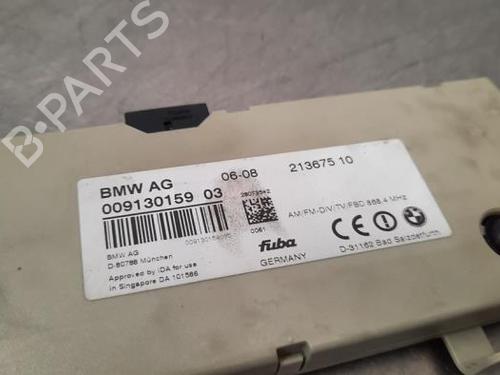 B-PARTS
BMW AG
06-08
213675 10
009130159 03
0061
AM/FM-DIV/TV/FBD 868.4 MHz
BMW AG
D-80788 München
Approved by IDA for use
in Singapore DA 101586
fuba
GERMANY
CE
D-31162 Bad Salzdetfurth